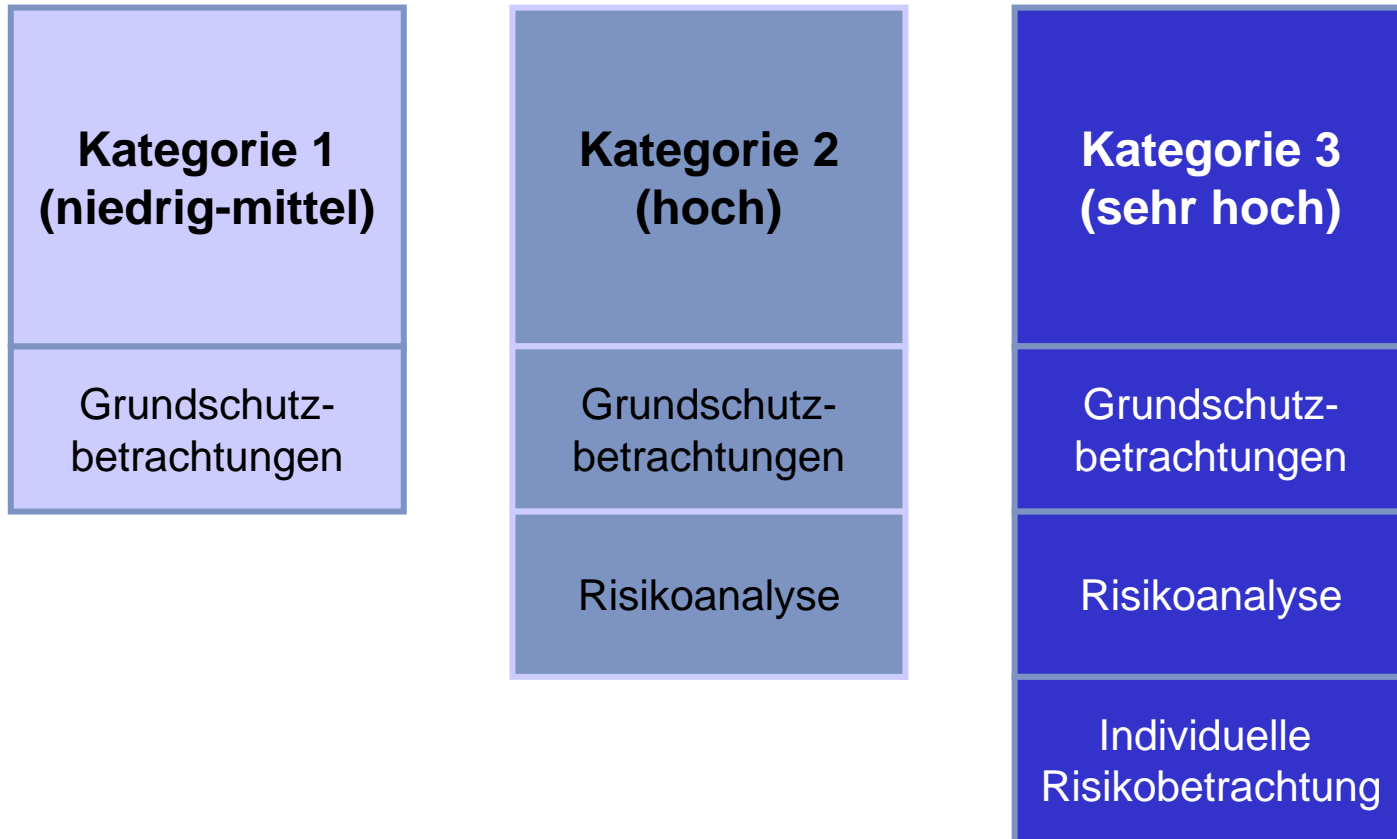 Kategorie 1
(niedrig-mittel)
Grundschutz-
betrachtungen
Kategorie 2
(hoch)
Grundschutz-
betrachtungen
Risikoanalyse
Kategorie 3
(sehr hoch)
Grundschutz-
betrachtungen
Risikoanalyse
Individuelle
Risikobetrachtung